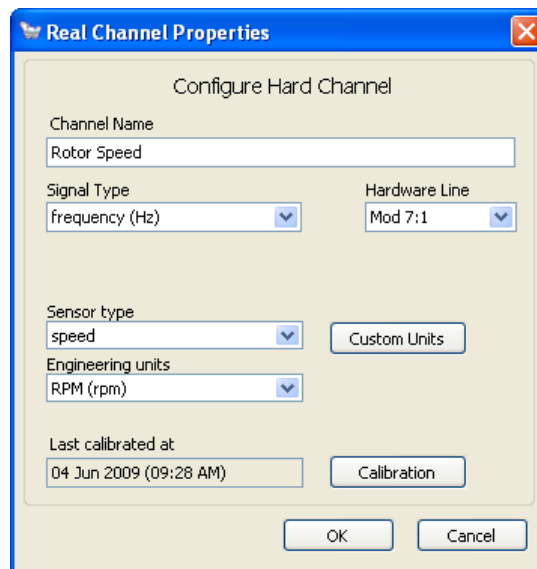 Real Channel Properties
Configure Hard Channel
Channel Name
Rotor Speed
Signal Type
Hardware Line
frequency (Hz)
Mod 7:1
Sensor type
speed
Custom Units
Engineering units
RPM (rpm)
Last calibrated at
04 Jun 2009 (09:28 AM)
Calibration
OK
Cancel